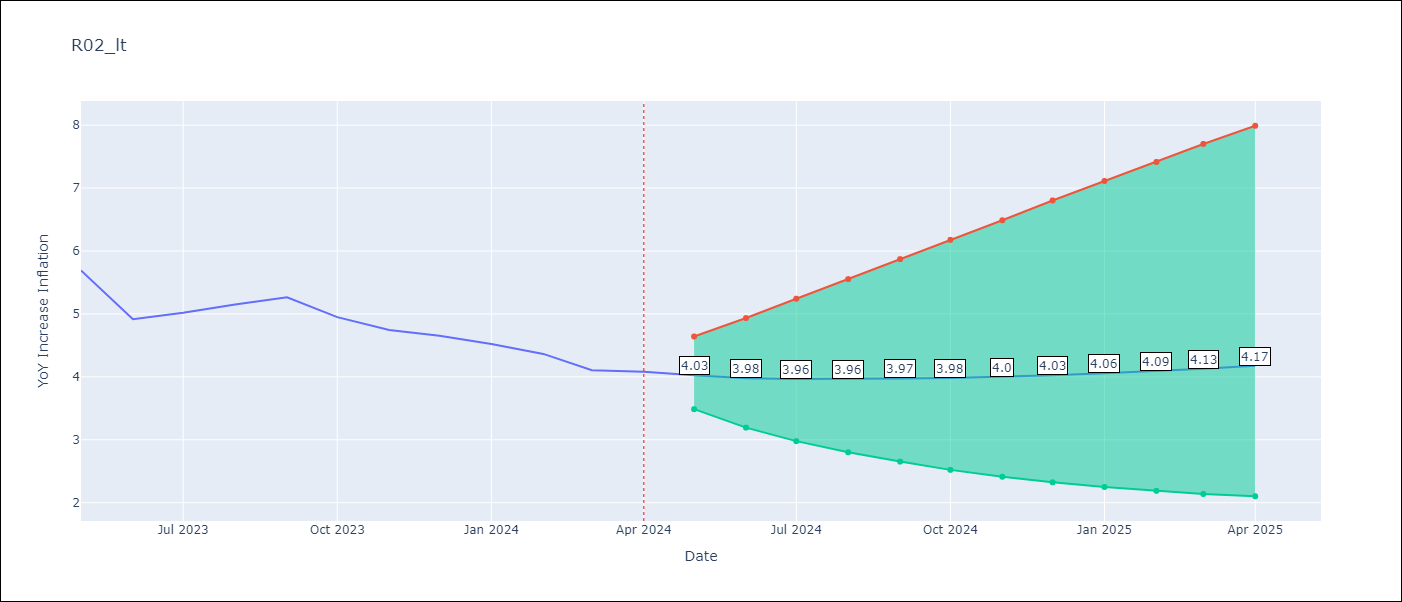 R02_lt
YoY Increase Inflation
8
7
6
5
4
3
2
4.03
3.98
3.96
3.96
3.97
3.98
4.0
4.03
4.06
4.09
4.13
4.17
Jul 2023
Oct 2023
Jan 2024
Apr 2024
Jul 2024
Oct 2024
Jan 2025
Apr 2025
Date